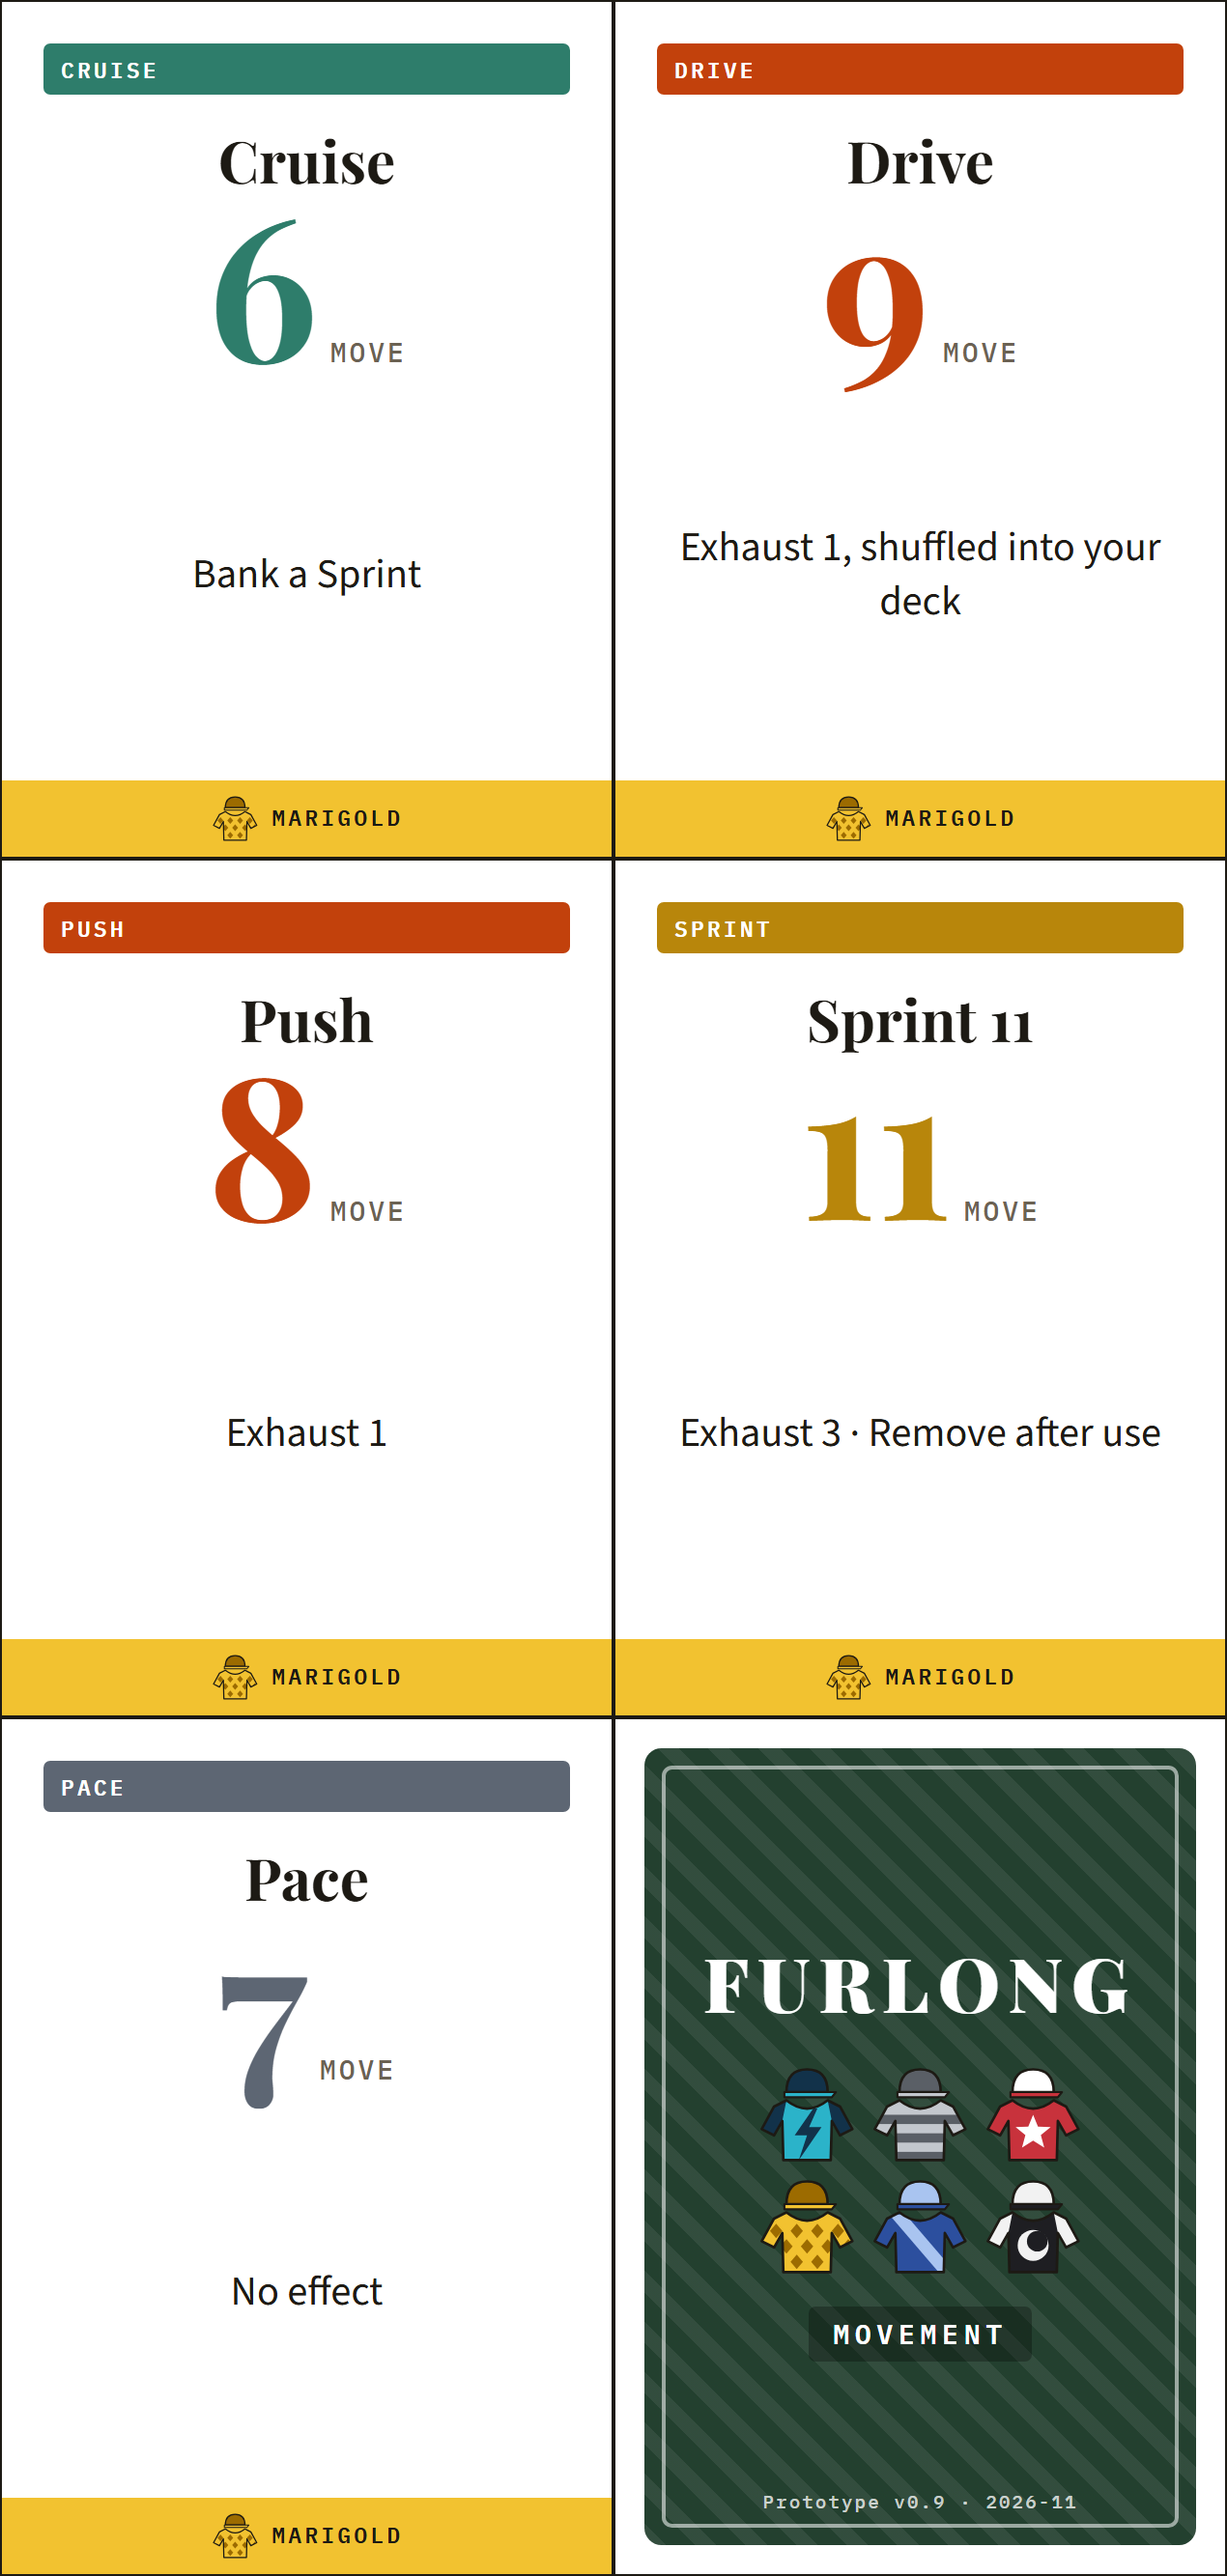 CRUISE
Cruise
6 MOVE
Bank a Sprint
MARIGOLD
DRIVE
Drive
9 MOVE
Exhaust 1, shuffled into your
deck
MARIGOLD
PUSH
Push
8 MOVE
Exhaust 1
MARIGOLD
SPRINT
Sprint 11
11 MOVE
Exhaust 3 · Remove after use
MARIGOLD
PACE
Pace
7 MOVE
No effect
MARIGOLD
FURLONG
MOVEMENT
Prototype v0.9 · 2026-11